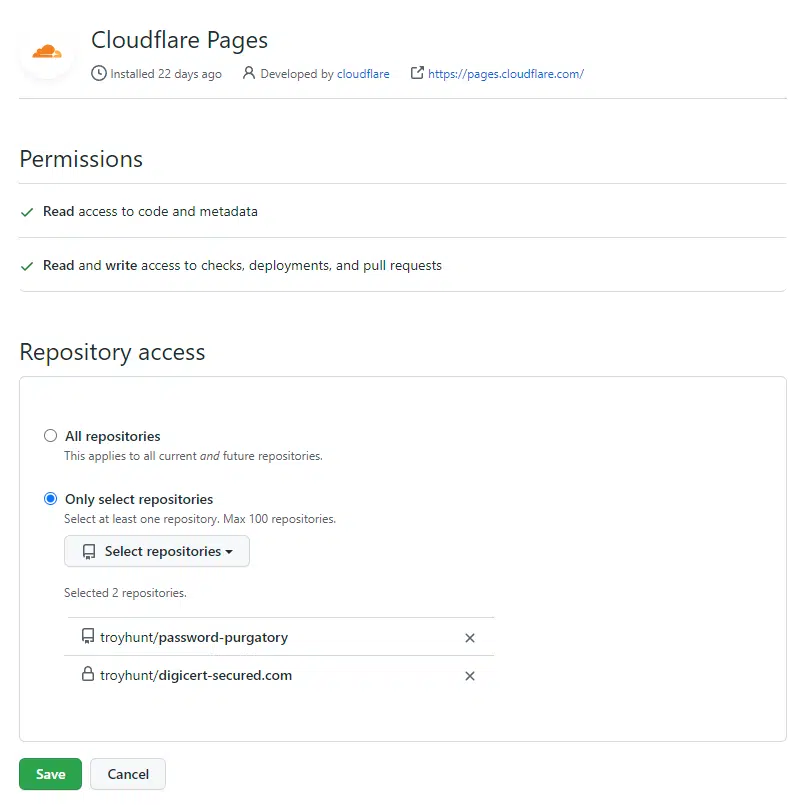 Cloudflare Pages
Installed 22 days ago Developed by cloudflare https://pages.cloudflare.com/
Permissions
Read access to code and metadata
Read and write access to checks, deployments, and pull requests
Repository access
All repositories
This applies to all current and future repositories.
Only select repositories
Select at least one repository. Max 100 repositories.
Select repositories
Selected 2 repositories.
troyhunt/password-purgatory
troyhunt/digicert-secured.com
Save Cancel